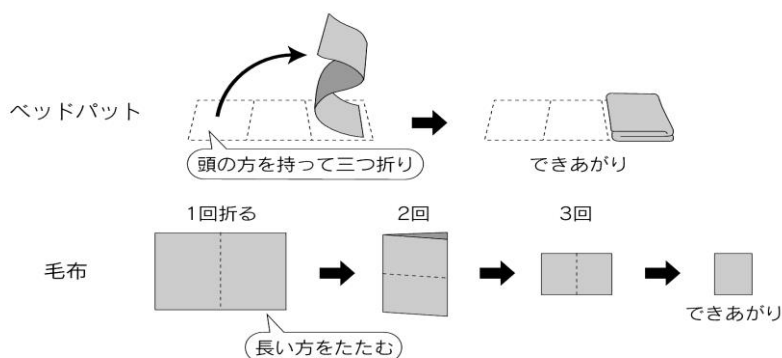 ベッドパット
頭の方を持って三つ折り
できあがり
1回折る
2回
3回
毛布
できあがり
長い方をたたむ